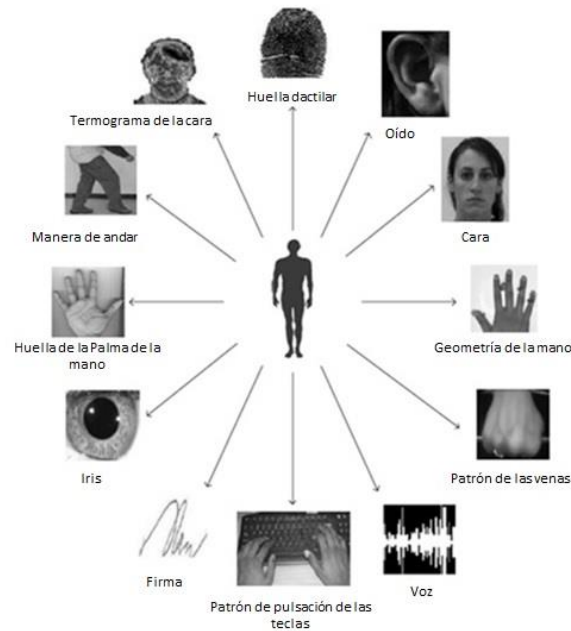 Huella dactilar
Termograma de la cara
Oído
Manera de andar
Cara
Huella de la Palma de la
mano
Geometría de la mano
Iris
Patrón de las venas
Firma
Patrón de pulsación de las
teclas
Voz